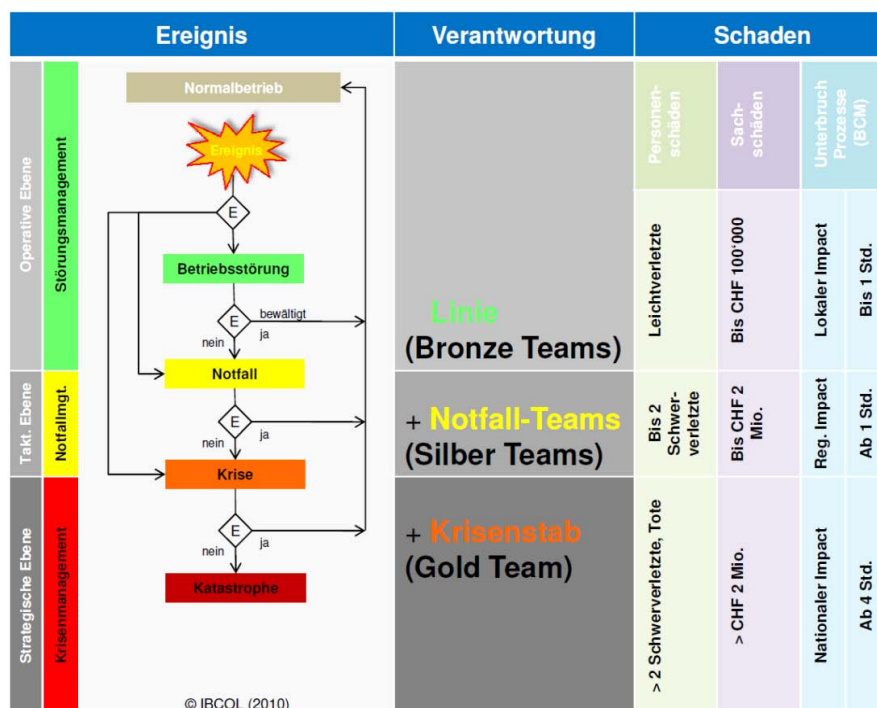 Ereignis
Verantwortung
Schaden
Operative Ebene
Störungsmanagement
Normalbetrieb
Ereignis
E
Betriebsstörung
E
bewältigt
nein
ja
Notfall
Linie
(Bronze Teams)
Personen-
schäden
Sach-
schäden
Unterbruch
Prozesse
(BCM)
Leichtverletzte
Bis CHF 100'000
Lokaler Impact
Bis 1 Std.
Takt. Ebene
Notfallmgt.
E
nein
ja
Krise
+ Notfall-Teams
(Silber Teams)
Bis 2
Schwer-
verletzte
Bis CHF 2
Mio.
Reg. Impact
Ab 1 Std.
Strategische Ebene
Krisenmanagement
E
nein
ja
Katastrophe
+ Krisenstab
(Gold Team)
> 2 Schwerverletzte, Tote
> CHF 2 Mio.
Nationaler Impact
Ab 4 Std.
© IBCOL (2010)